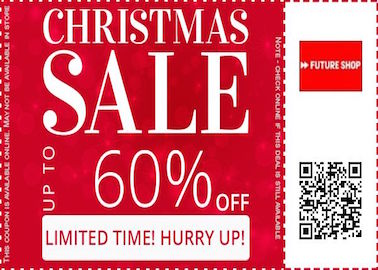 CHRISTMAS
SALE
UP TO
60% OFF
LIMITED TIME! HURRY UP!
THIS COUPON IS AVAILABLE ONLINE. MAY NOT BE AVAILABLE IN STORE
NOTE - CHECK ONLINE IF THIS DEAL IS STILL AVAILABLE
FUTURE SHOP